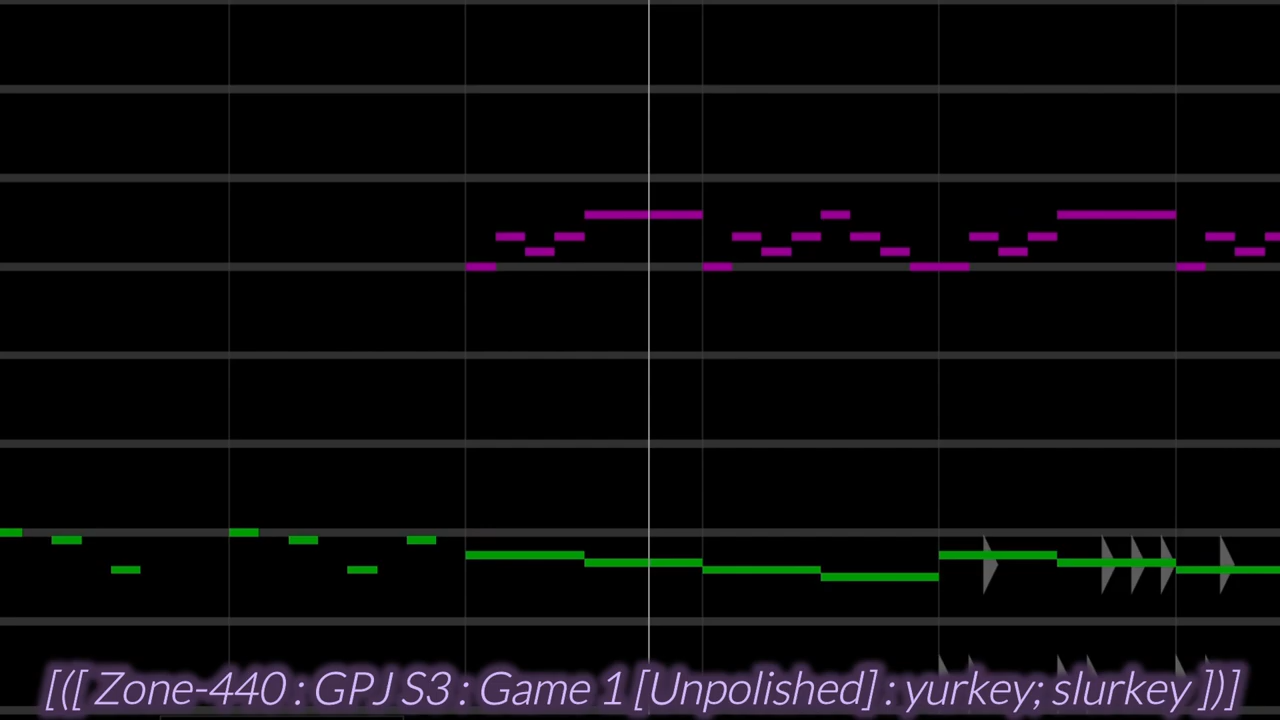 [([ Zone-440 : GPJ S3 : Game 1 [Unpolished] : yurkey; slurkey ])]